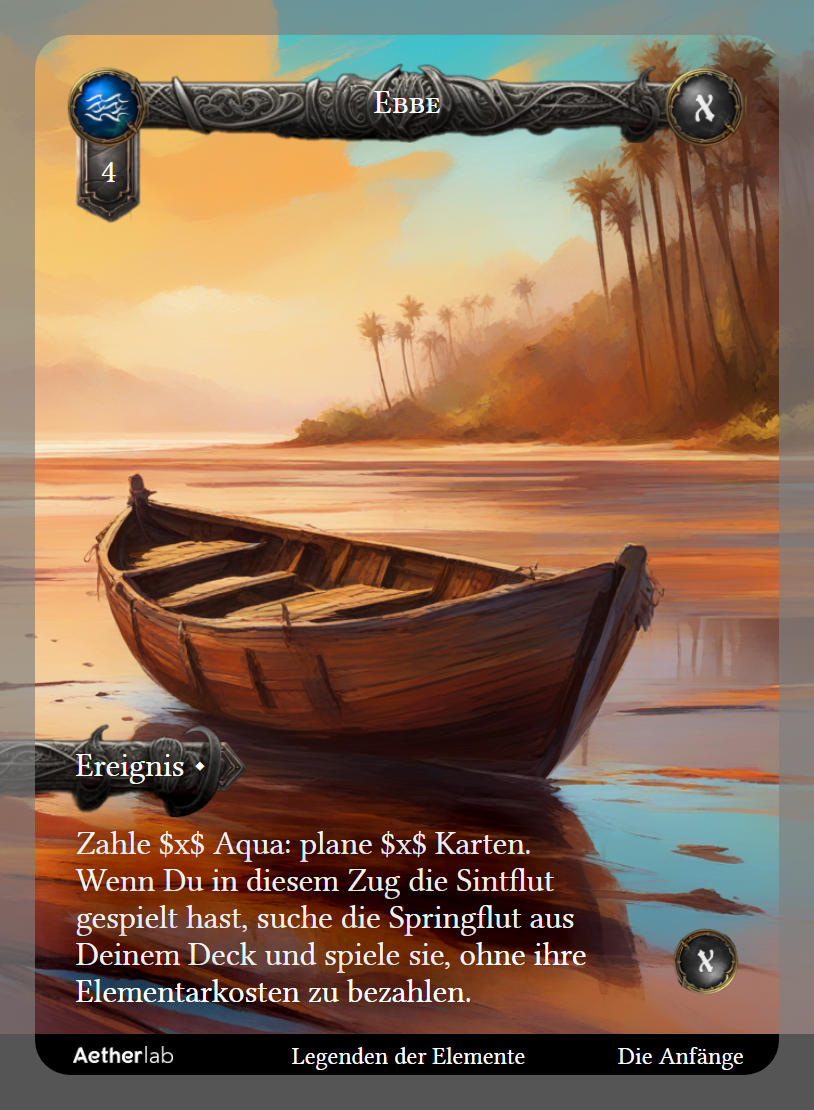 Ebbe
4
Ereignis •
Zahle $x$ Aqua: plane $x$ Karten.
Wenn Du in diesem Zug die Sintflut
gespielt hast, suche die Springflut aus
Deinem Deck und spiele sie, ohne ihre
Elementarkosten zu bezahlen.
Aetherlab Legenden der Elemente Die Anfänge